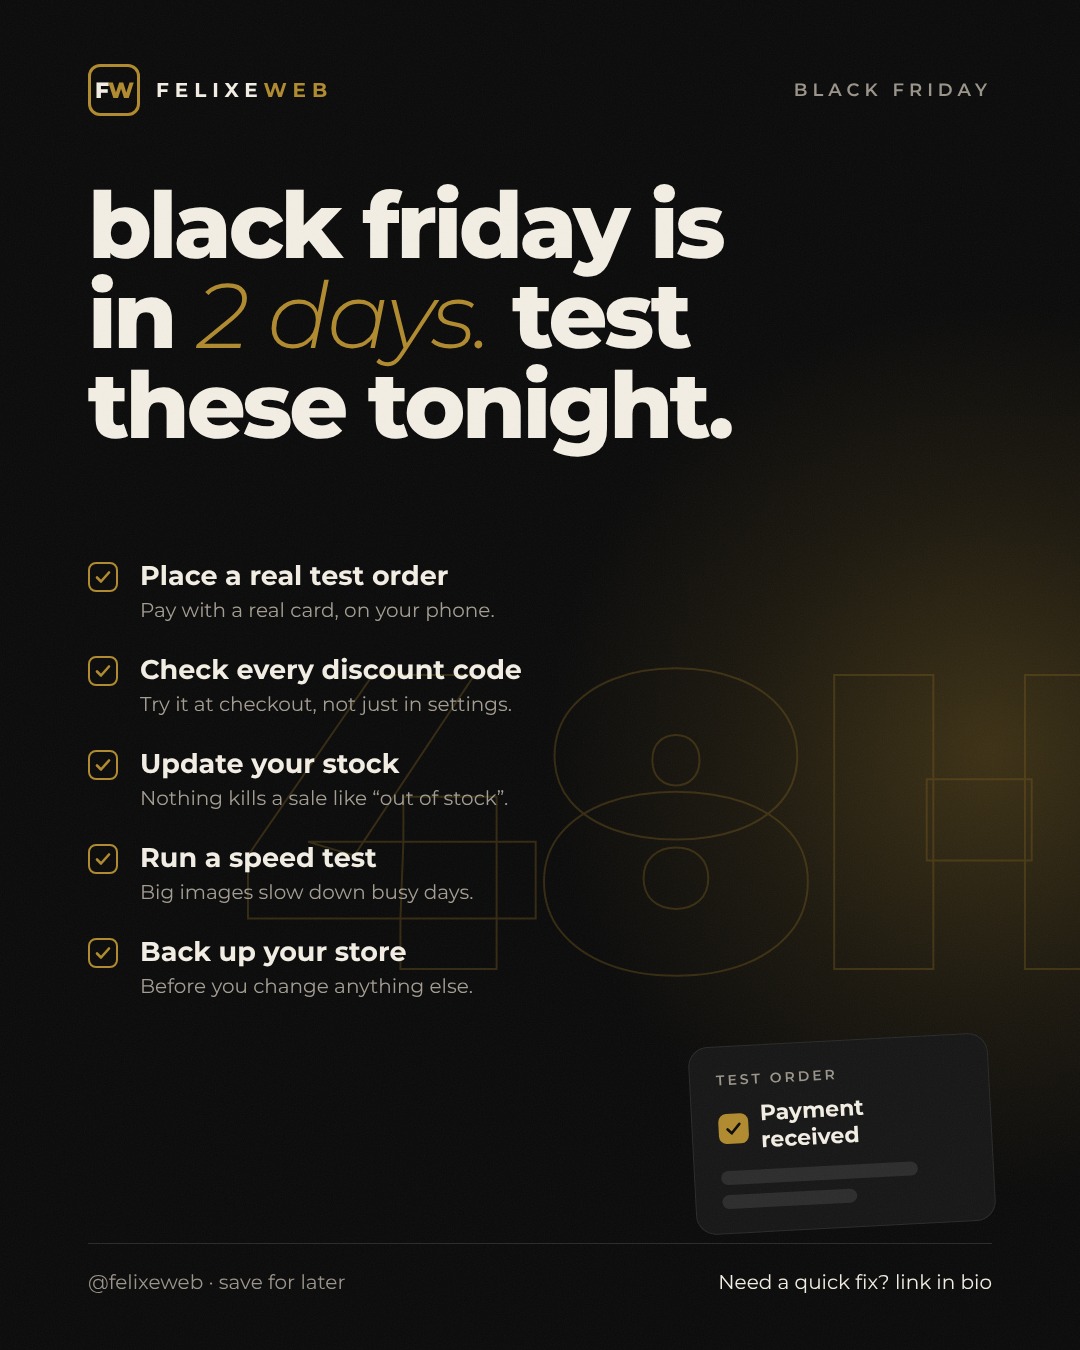 FW FELIXEWEB
BLACK FRIDAY
black friday is
in 2 days. test
these tonight.
Place a real test order
Pay with a real card, on your phone.
Check every discount code
Try it at checkout, not just in settings.
Update your stock
Nothing kills a sale like “out of stock”.
Run a speed test
Big images slow down busy days.
Back up your store
Before you change anything else.
48H
TEST ORDER
Payment
received
@felixeweb · save for later
Need a quick fix? link in bio